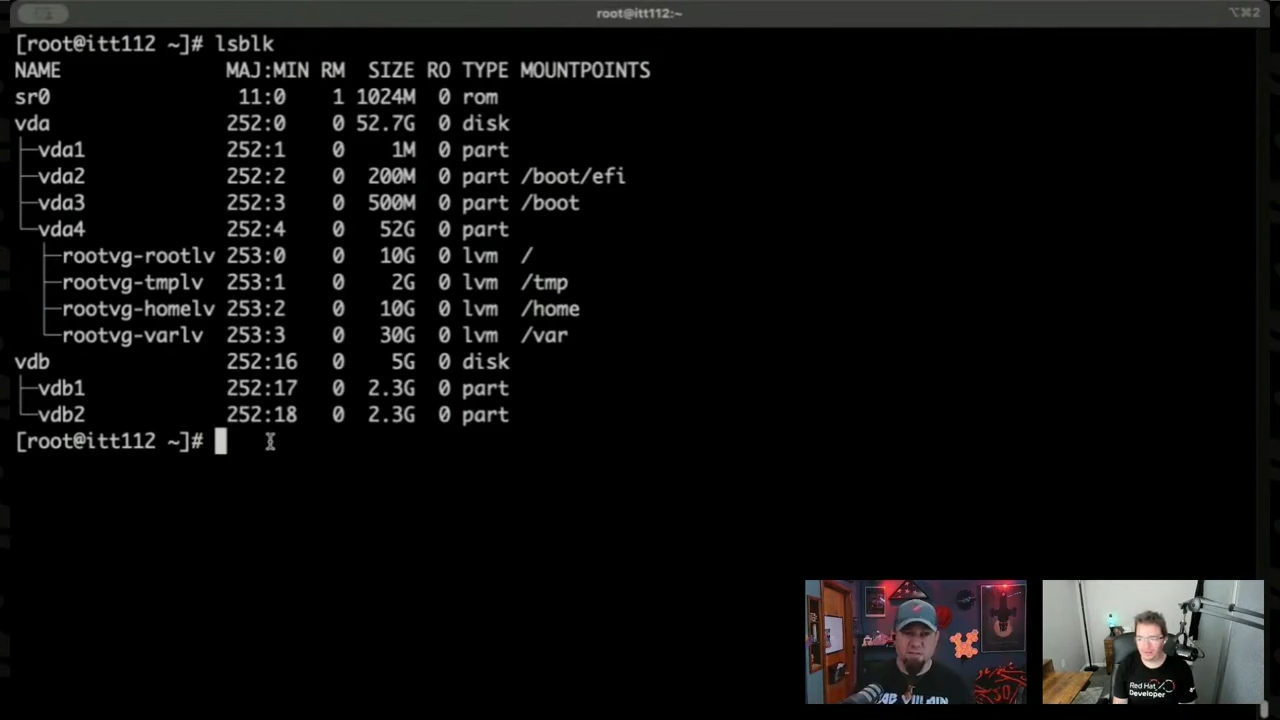 root@itt112:~
⌥⌘2
[root@itt112 ~]# lsblk
NAME MAJ:MIN RM SIZE RO TYPE MOUNTPOINTS
sr0 11:0 1 1024M 0 rom
vda 252:0 0 52.7G 0 disk
├─vda1 252:1 0 1M 0 part
├─vda2 252:2 0 200M 0 part /boot/efi
├─vda3 252:3 0 500M 0 part /boot
└─vda4 252:4 0 52G 0 part
├─rootvg-rootlv 253:0 0 10G 0 lvm /
├─rootvg-tmplv 253:1 0 2G 0 lvm /tmp
├─rootvg-homelv 253:2 0 10G 0 lvm /home
└─rootvg-varlv 253:3 0 30G 0 lvm /var
vdb 252:16 0 5G 0 disk
├─vdb1 252:17 0 2.3G 0 part
└─vdb2 252:18 0 2.3G 0 part
[root@itt112 ~]#
Red Hat
Developer